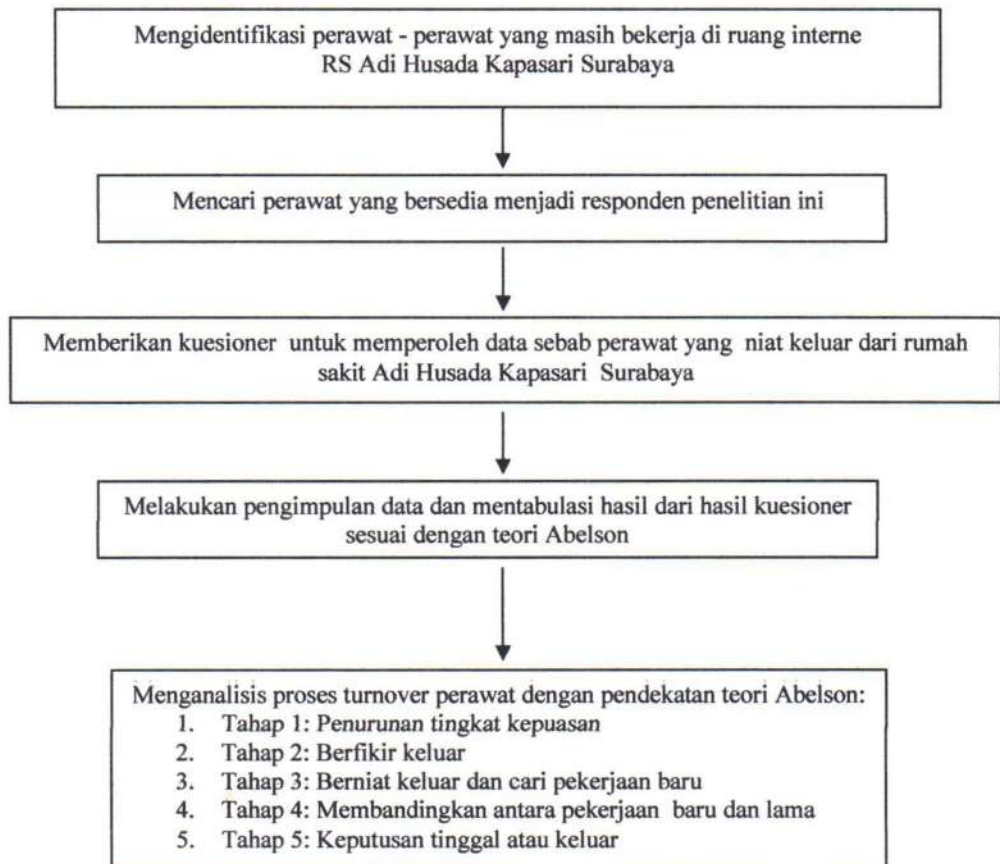 Mengidentifikasi perawat - perawat yang masih bekerja di ruang interne
RS Adi Husada Kapasari Surabaya
Mencari perawat yang bersedia menjadi responden penelitian ini
Memberikan kuesioner untuk memperoleh data sebab perawat yang niat keluar dari rumah
sakit Adi Husada Kapasari Surabaya
Melakukan pengimpulan data dan mentabulasi hasil dari hasil kuesioner
sesuai dengan teori Abelson
Menganalisis proses turnover perawat dengan pendekatan teori Abelson:
1. Tahap 1: Penurunan tingkat kepuasan
2. Tahap 2: Berfikir keluar
3. Tahap 3: Berniat keluar dan cari pekerjaan baru
4. Tahap 4: Membandingkan antara pekerjaan baru dan lama
5. Tahap 5: Keputusan tinggal atau keluar